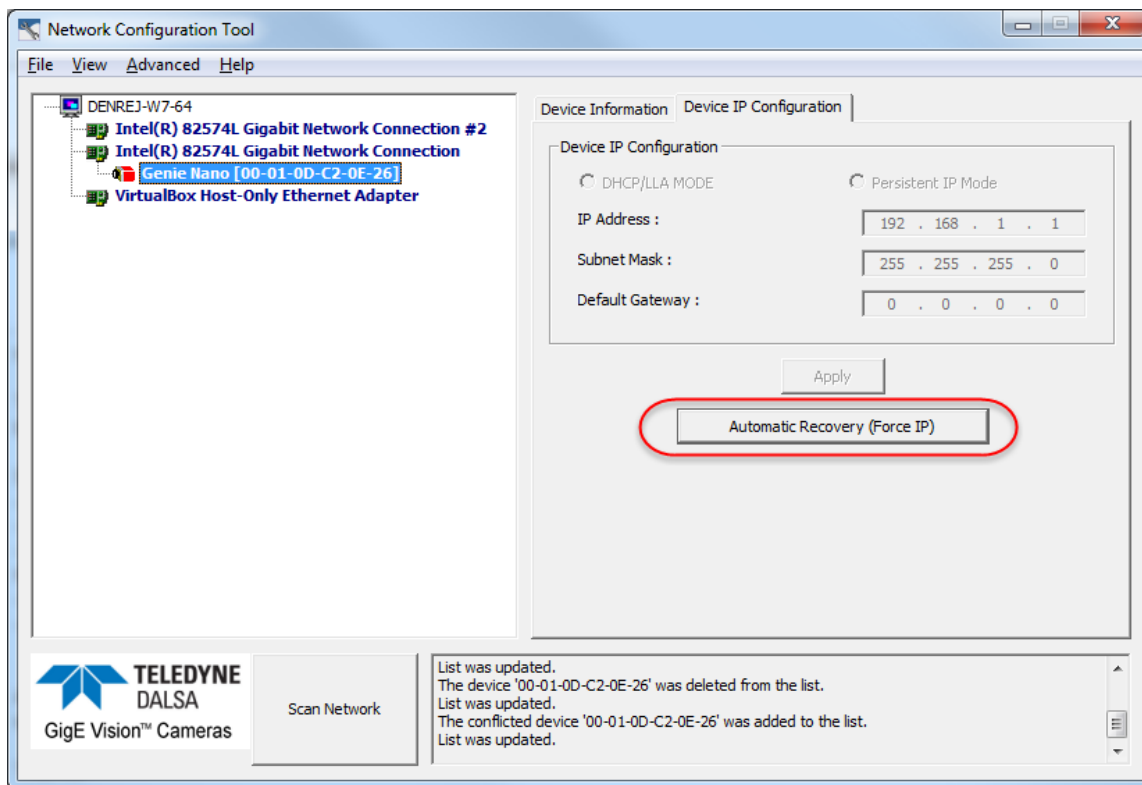 Network Configuration Tool
File View Advanced Help
DENREJ-W7-64
Intel(R) 82574L Gigabit Network Connection #2
Intel(R) 82574L Gigabit Network Connection
Genie Nano [00-01-0D-C2-0E-26]
VirtualBox Host-Only Ethernet Adapter
Device Information Device IP Configuration
Device IP Configuration
DHCP/LLA MODE Persistent IP Mode
IP Address : 192 . 168 . 1 . 1
Subnet Mask : 255 . 255 . 255 . 0
Default Gateway : 0 . 0 . 0 . 0
Apply
Automatic Recovery (Force IP)
TELEDYNE
DALSA
GigE Vision™ Cameras
Scan Network
List was updated.
The device '00-01-0D-C2-0E-26' was deleted from the list.
List was updated.
The conflicted device '00-01-0D-C2-0E-26' was added to the list.
List was updated.